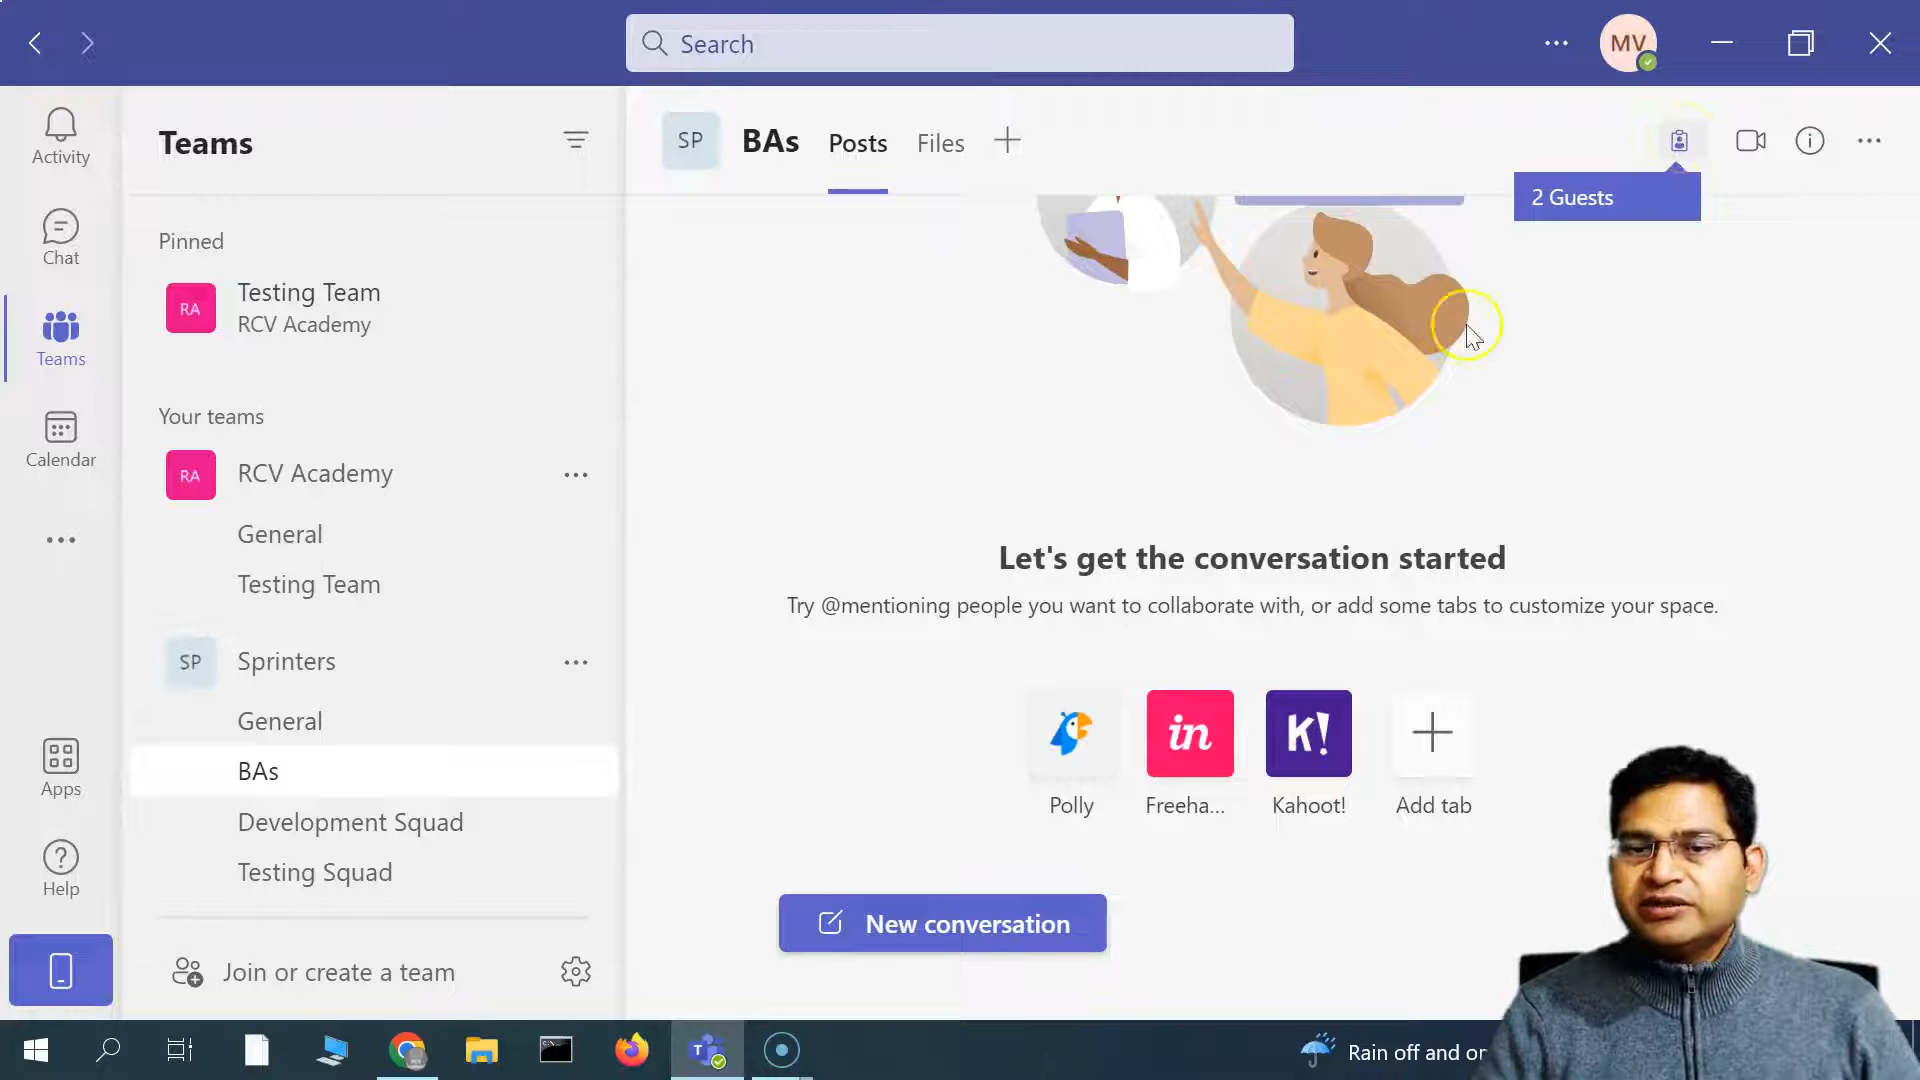 Search
MV
Activity
Chat
Teams
Calendar
Apps
Help
Teams
Pinned
RA
Testing Team
RCV Academy
Your teams
RA
RCV Academy
General
Testing Team
SP
Sprinters
General
BAs
Development Squad
Testing Squad
Join or create a team
SP
BAs
Posts
Files
2 Guests
Let's get the conversation started
Try @mentioning people you want to collaborate with, or add some tabs to customize your space.
in
K!
Polly
Freeha...
Kahoot!
Add tab
New conversation
T
Rain off and or